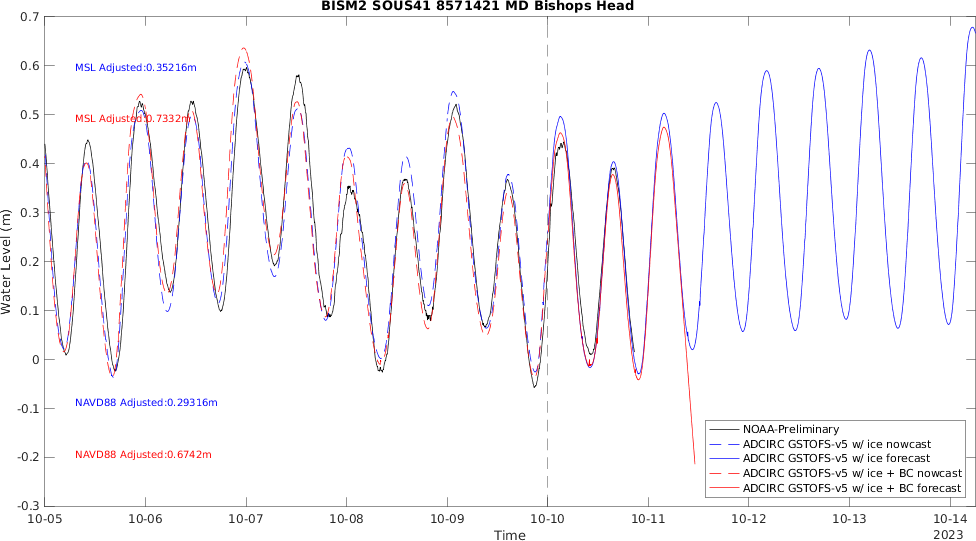 BISM2 SOUS41 8571421 MD Bishops Head
0.7
0.6
0.5
0.4
0.3
0.2
0.1
0
-0.1
-0.2
-0.3
Water Level (m)
MSL Adjusted:0.35216m
MSL Adjusted:0.7332m
NAVD88 Adjusted:0.29316m
NAVD88 Adjusted:0.6742m
NOAA-Preliminary
ADCIRC GSTOFS-v5 w/ ice nowcast
ADCIRC GSTOFS-v5 w/ ice forecast
ADCIRC GSTOFS-v5 w/ ice + BC nowcast
ADCIRC GSTOFS-v5 w/ ice + BC forecast
10-05 10-06 10-07 10-08 10-09 10-10 10-11 10-12 10-13 10-14
Time
2023